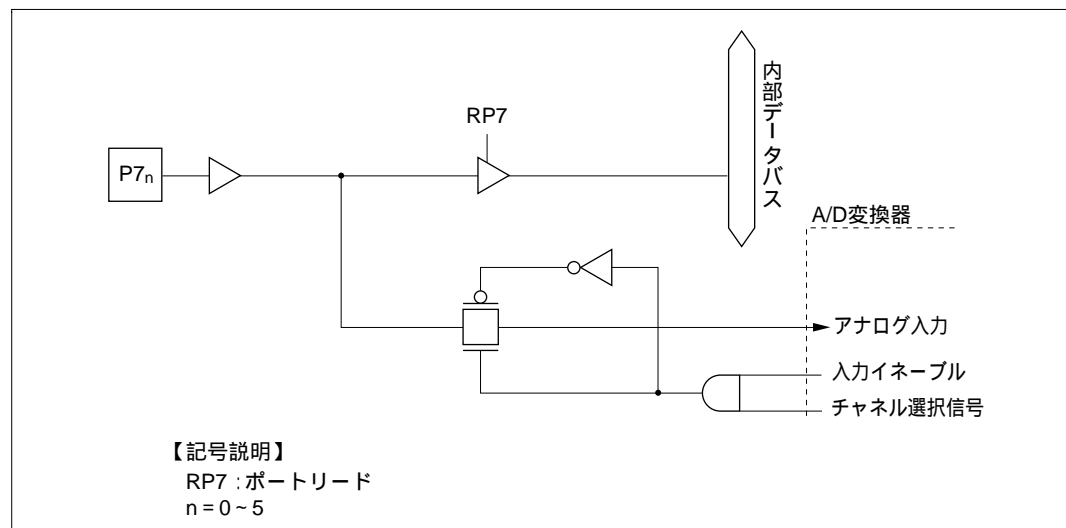 RP7
内部データバス
P7n
A/D変換器
アナログ入力
入力イネーブル
チャネル選択信号
【記号説明】
RP7 : ポートリード
n = 0 ~ 5